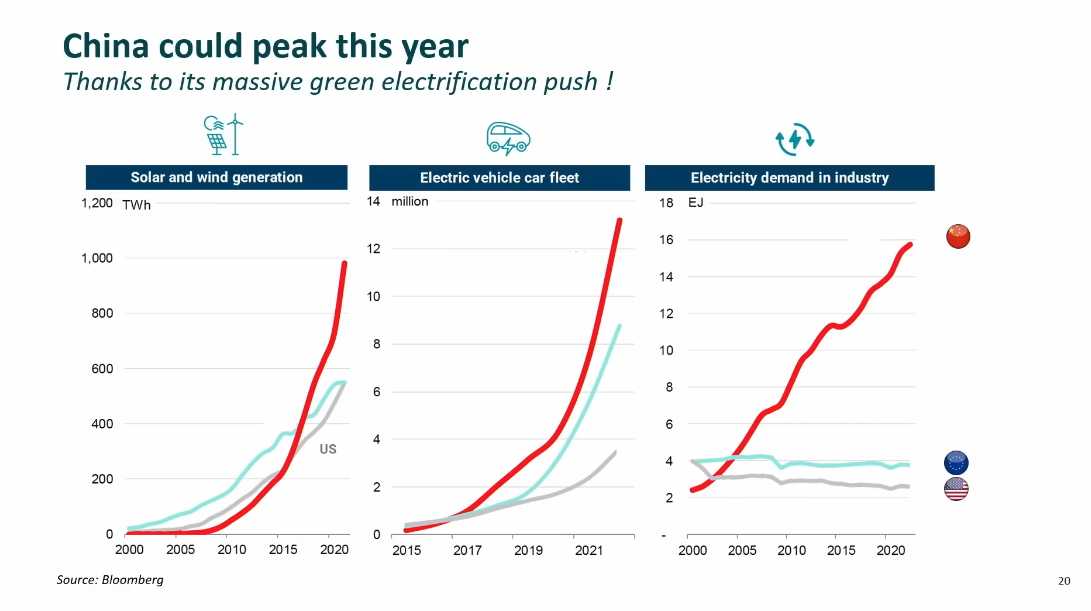 China could peak this year
Thanks to its massive green electrification push !
Solar and wind generation
1,200 TWh
1,000
800
600
400
200
0
2000 2005 2010 2015 2020
US
Electric vehicle car fleet
14 million
12
10
8
6
4
2
0
2015 2017 2019 2021
Electricity demand in industry
18 EJ
16
14
12
10
8
6
4
2
-
2000 2005 2010 2015 2020
Source: Bloomberg
20